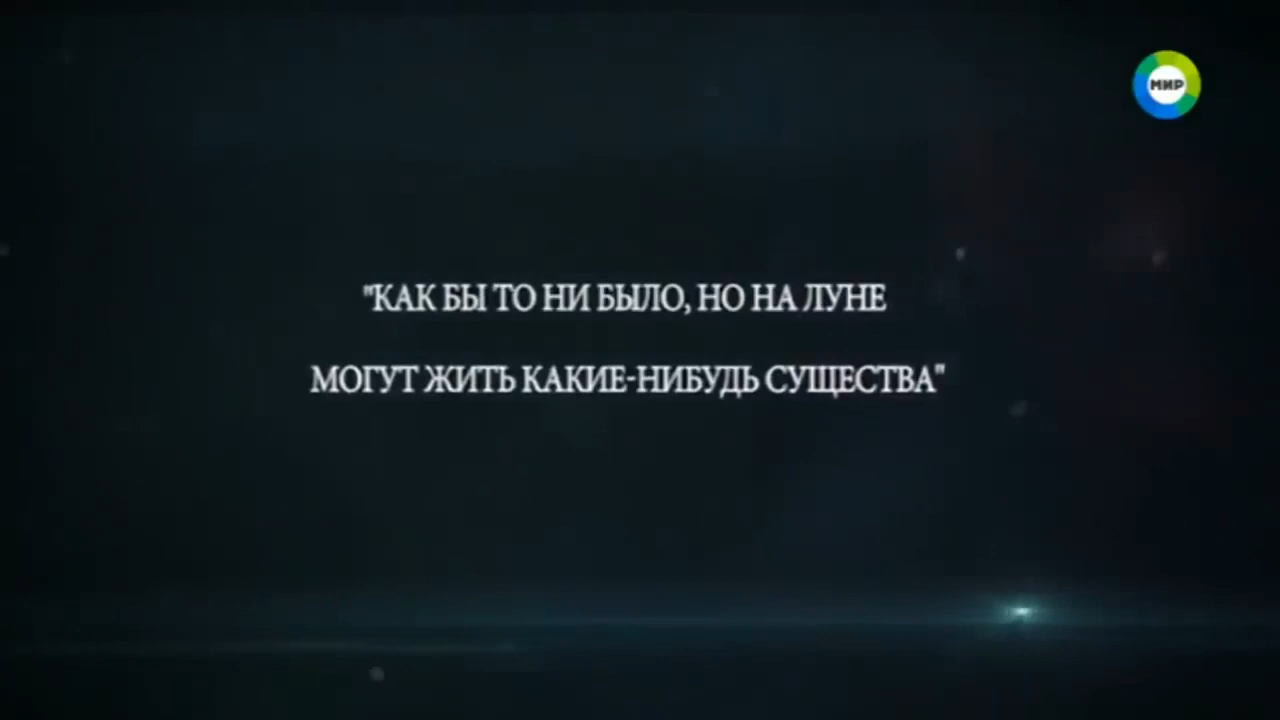 МИР
"КАК БЫ ТО НИ БЫЛО, НО НА ЛУНЕ
МОГУТ ЖИТЬ КАКИЕ-НИБУДЬ СУЩЕСТВА"